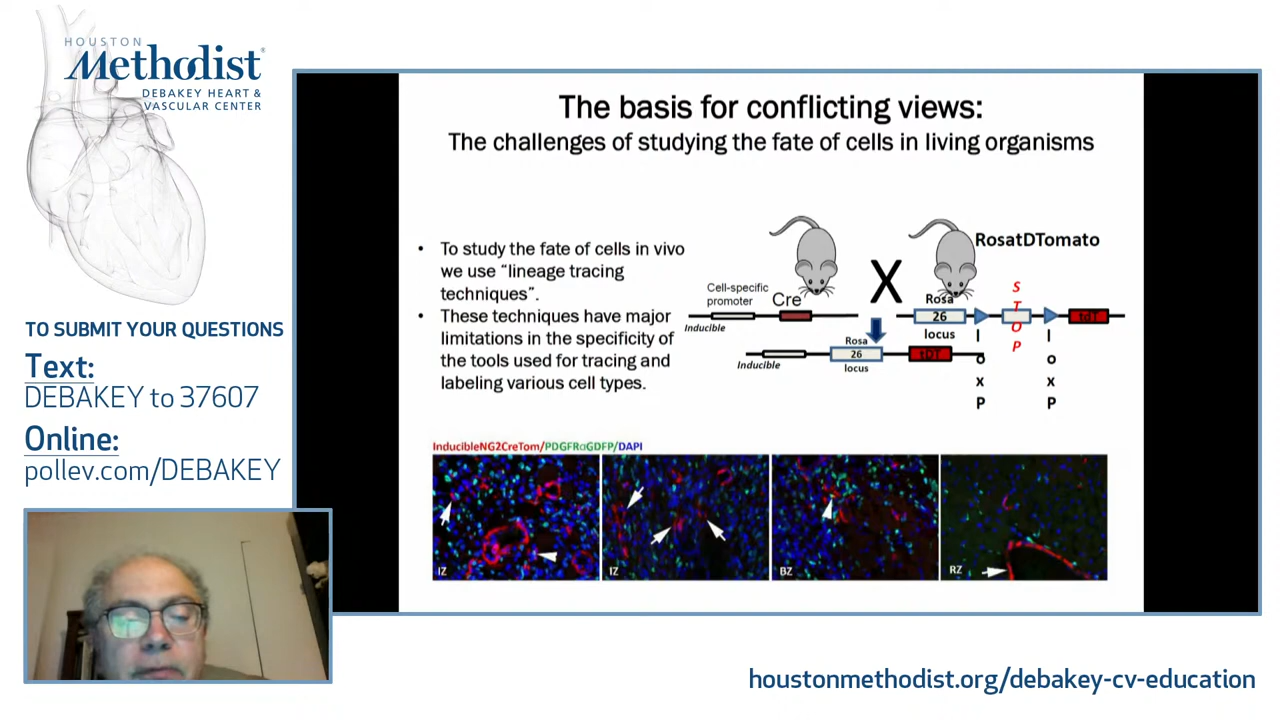 HOUSTON
Methodist®
DEBAKEY HEART &
VASCULAR CENTER
TO SUBMIT YOUR QUESTIONS
Text:
DEBAKEY to 37607
Online:
pollev.com/DEBAKEY
The basis for conflicting views:
The challenges of studying the fate of cells in living organisms
• To study the fate of cells in vivo
we use “lineage tracing
techniques”.
• These techniques have major
limitations in the specificity of
the tools used for tracing and
labeling various cell types.
RosatDTomato
X
Cell-specific
promoter
Cre
Inducible
Rosa
26
locus
STOP
tdT
loxP
loxP
Inducible
Rosa
26
locus
tDT
InducibleNG2CreTom/PDGFRαGDFP/DAPI
IZ
IZ
BZ
RZ
houstonmethodist.org/debakey-cv-education